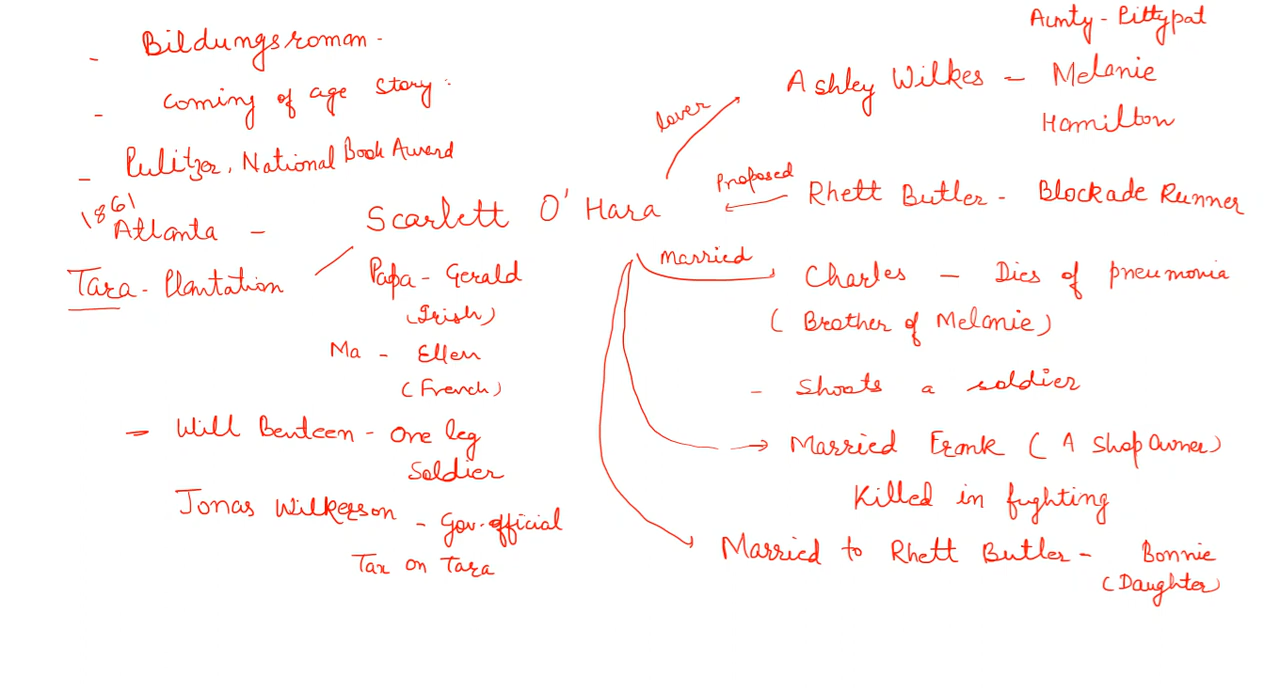 - Bildungsroman -
- coming of age story:
- Pulitzer, National Book Award
1861
Atlanta -
Tara - Plantation
Scarlett O'Hara
Papa - Gerald
(Irish)
Ma - Ellen
(French)
- Will Benteen - One leg
Soldier
Jonas Wilkerson - Gov. official
Tax on Tara
Aunty - Pittypat
lover
Ashley Wilkes - Melanie
Hamilton
Proposed
Rhett Butler - Blockade Runner
Married
Charles - Dies of pneumonia
(Brother of Melanie)
- Shoots a soldier
Married Frank (A Shop Owner)
Killed in fighting
Married to Rhett Butler - Bonnie
(Daughter)